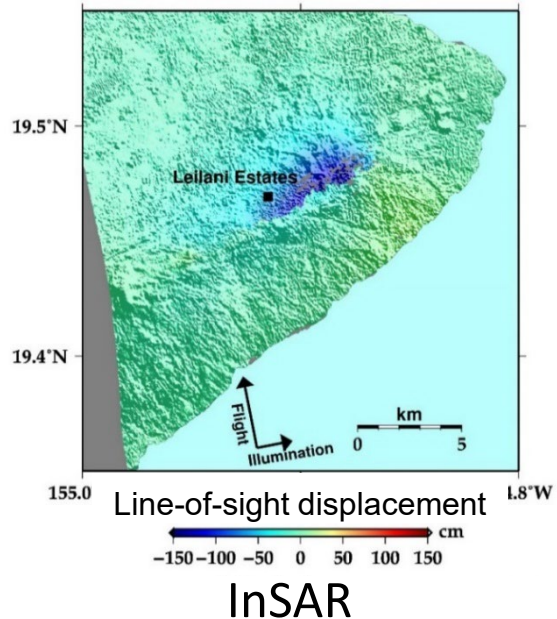 19.5°N
Leilani Estates
19.4°N
Flight
Illumination
km
0 5
155.0 .8°W
Line-of-sight displacement
cm
−150 −100 −50 0 50 100 150
InSAR